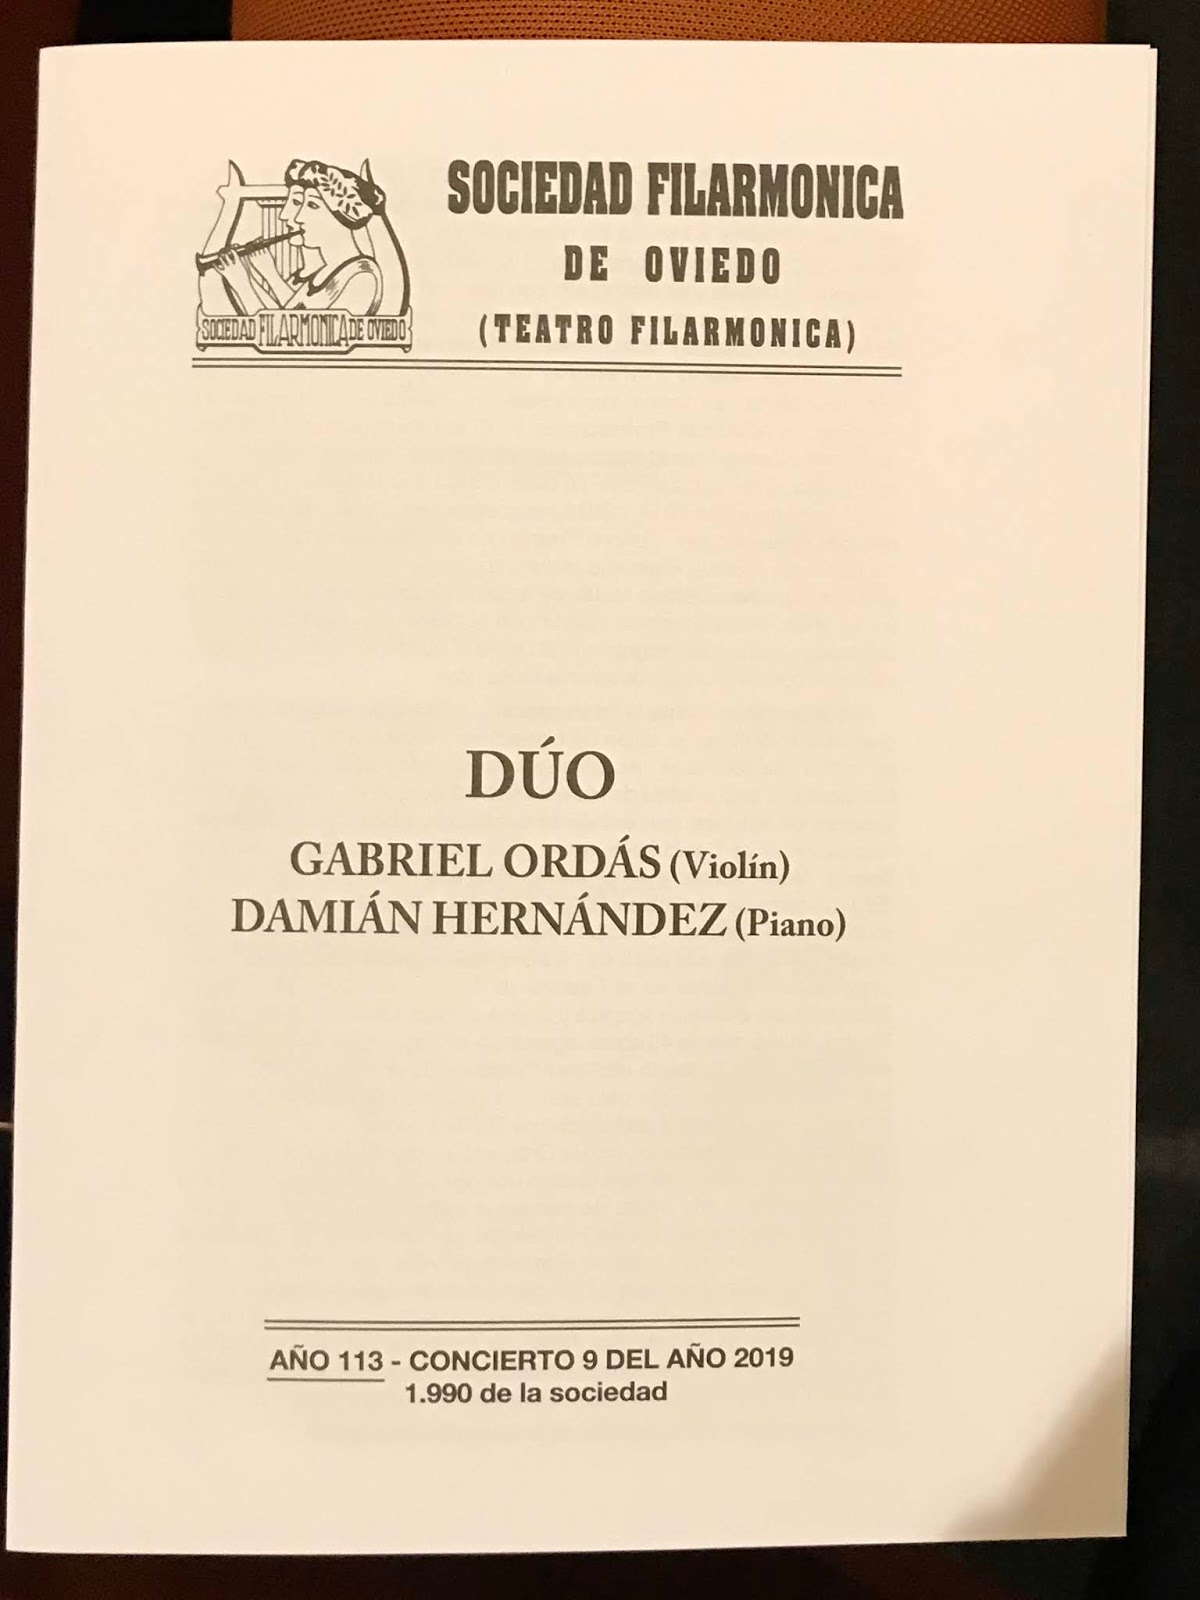 SOCIEDAD FILARMONICA
DE OVIEDO
(TEATRO FILARMONICA)
SOCIEDAD FILARMONICA DE OVIEDO
DÚO
GABRIEL ORDÁS (Violín)
DAMIÁN HERNÁNDEZ (Piano)
AÑO 113 - CONCIERTO 9 DEL AÑO 2019
1.990 de la sociedad